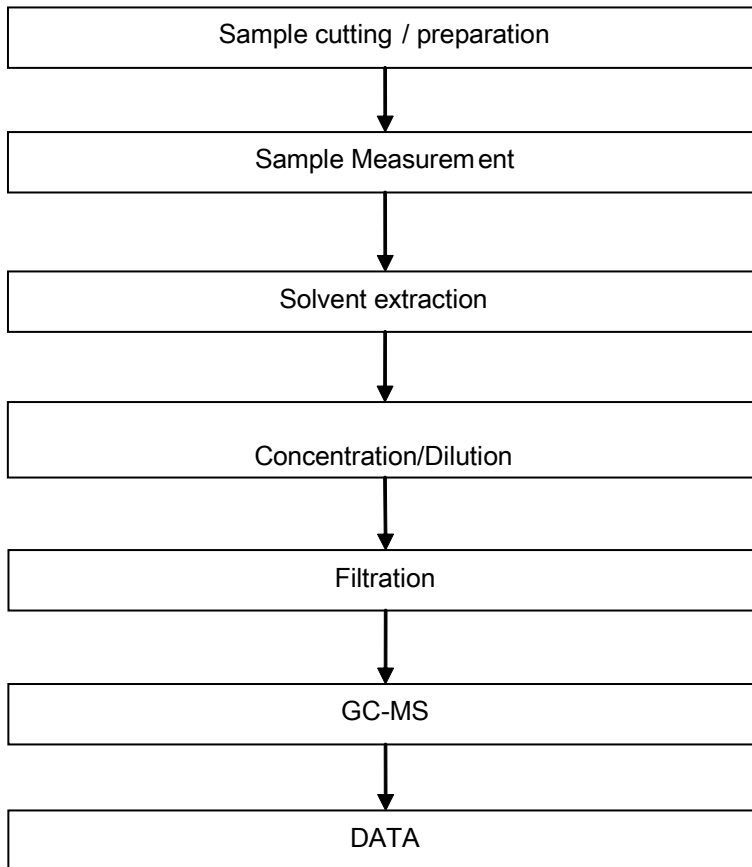 Sample cutting / preparation
Sample Measurement
Solvent extraction
Concentration/Dilution
Filtration
GC-MS
DATA